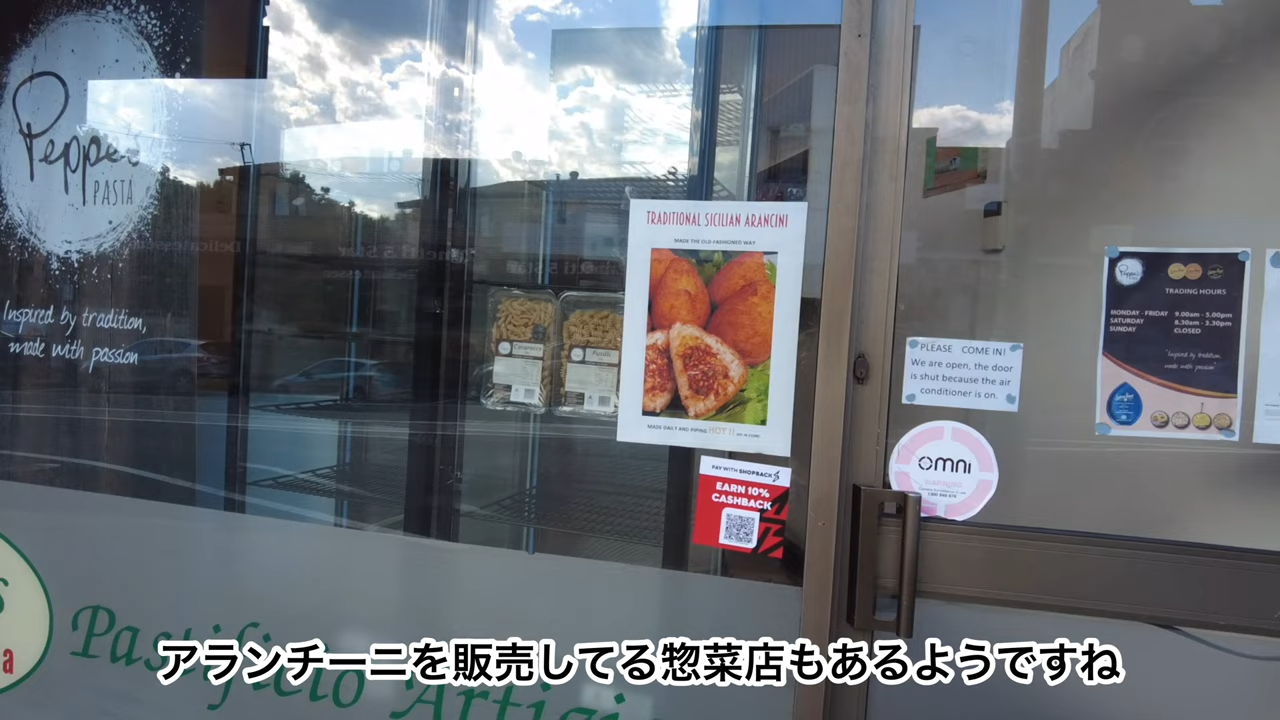 Peppe's
PASTA
Inspired by tradition,
made with passion
TRADITIONAL SICILIAN ARANCINI
MADE THE OLD-FASHIONED WAY
MADE DAILY AND PIPING HOT !!
PAY WITH SHOPBACK
EARN 10%
CASHBACK
PLEASE COME IN!
We are open, the door
is shut because the air
conditioner is on.
omni
WARNING
TRADING HOURS
MONDAY - FRIDAY 9.00am - 5.00pm
SATURDAY 8.30am - 3.30pm
SUNDAY CLOSED
"Inspired by tradition,
made with passion"
Casarecce
Fusilli
Pastificio Artigi
アランチーニを販売してる惣菜店もあるようですね